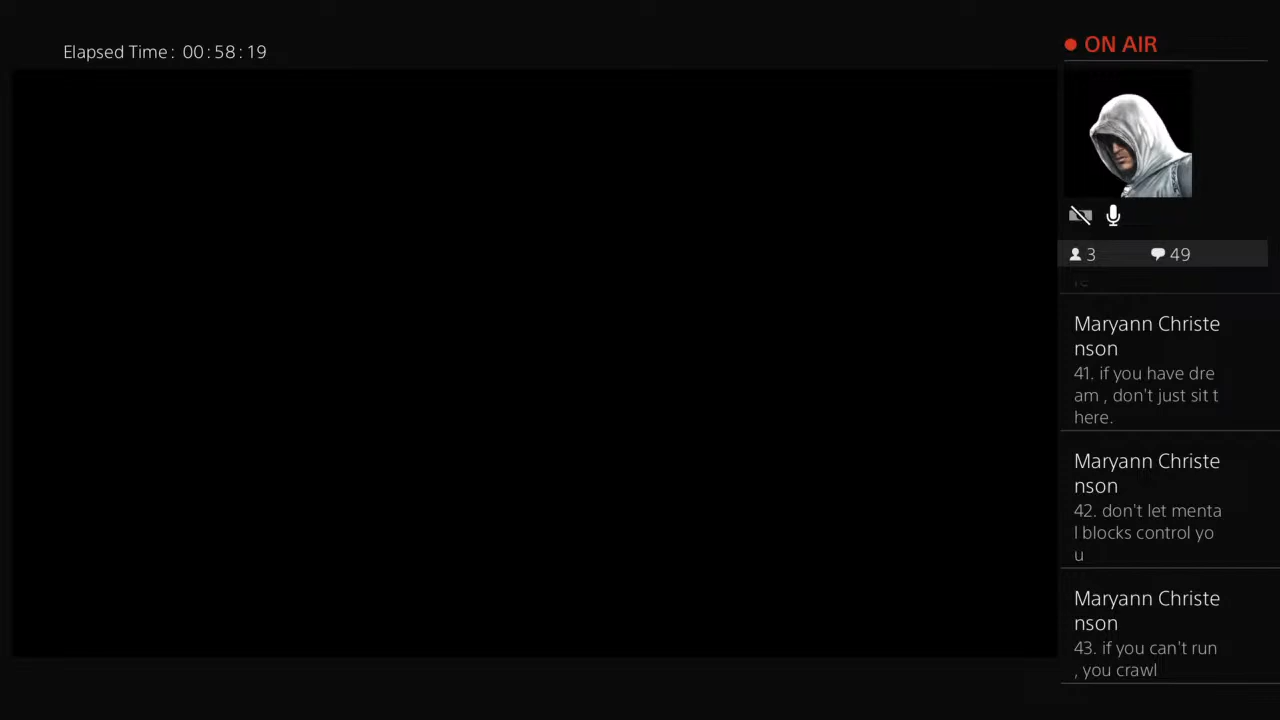 Elapsed Time: 00:58:19
ON AIR
3 49
Maryann Christe
nson
41. if you have dre
am , don't just sit t
here.
Maryann Christe
nson
42. don't let menta
l blocks control yo
u
Maryann Christe
nson
43. if you can't run
, you crawl